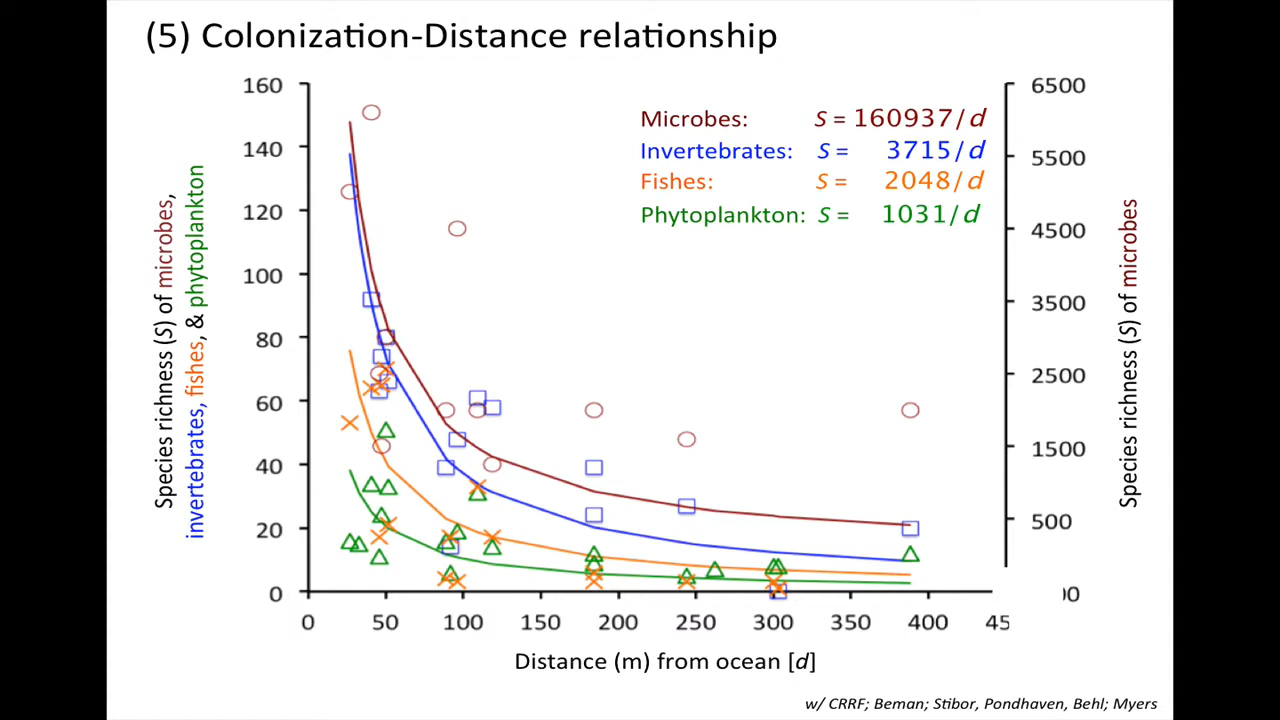 (5) Colonization-Distance relationship
Species richness (S) of microbes,
invertebrates, fishes, & phytoplankton
160
140
120
100
80
60
40
20
0
Microbes: S = 160937/d
Invertebrates: S = 3715/d
Fishes: S = 2048/d
Phytoplankton: S = 1031/d
6500
5500
4500
3500
2500
1500
500
Species richness (S) of microbes
0 50 100 150 200 250 300 350 400 45
Distance (m) from ocean [d]
w/ CRRF; Beman; Stibor, Pondhaven, Behl; Myers